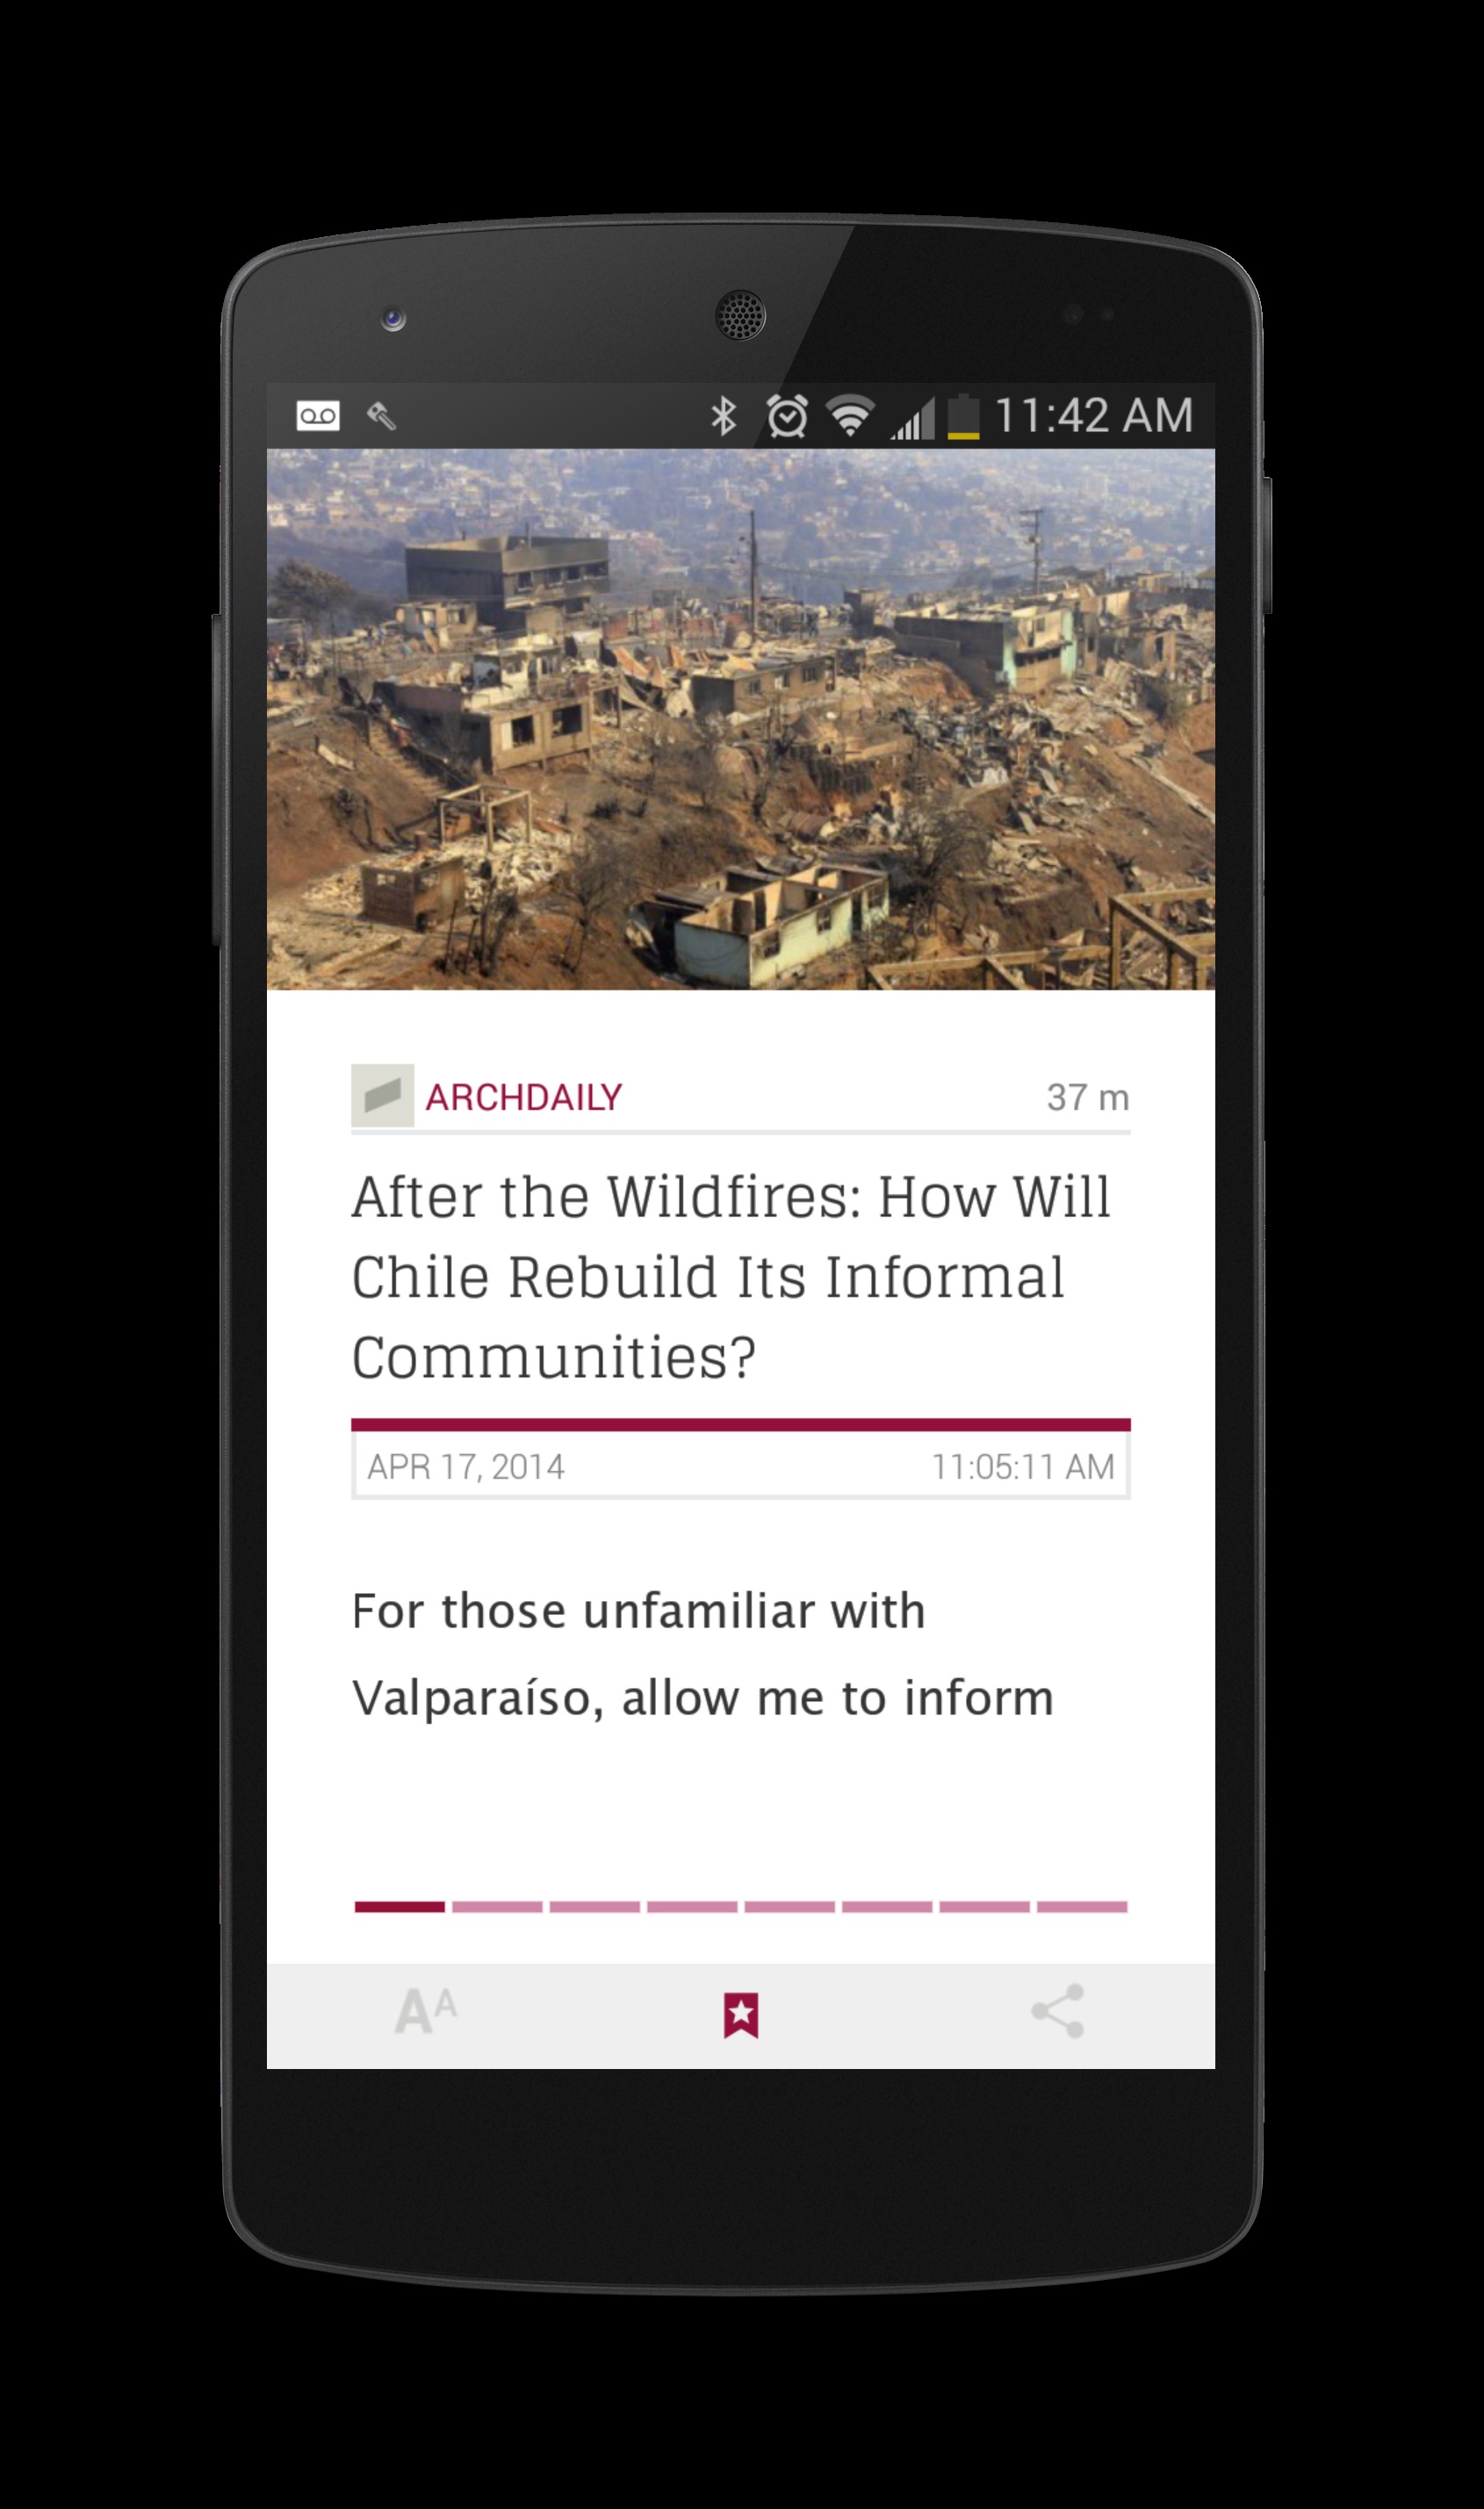 11:42 AM
ARCHDAILY 37 m
After the Wildfires: How Will
Chile Rebuild Its Informal
Communities?
APR 17, 2014 11:05:11 AM
For those unfamiliar with
Valparaíso, allow me to inform
AA